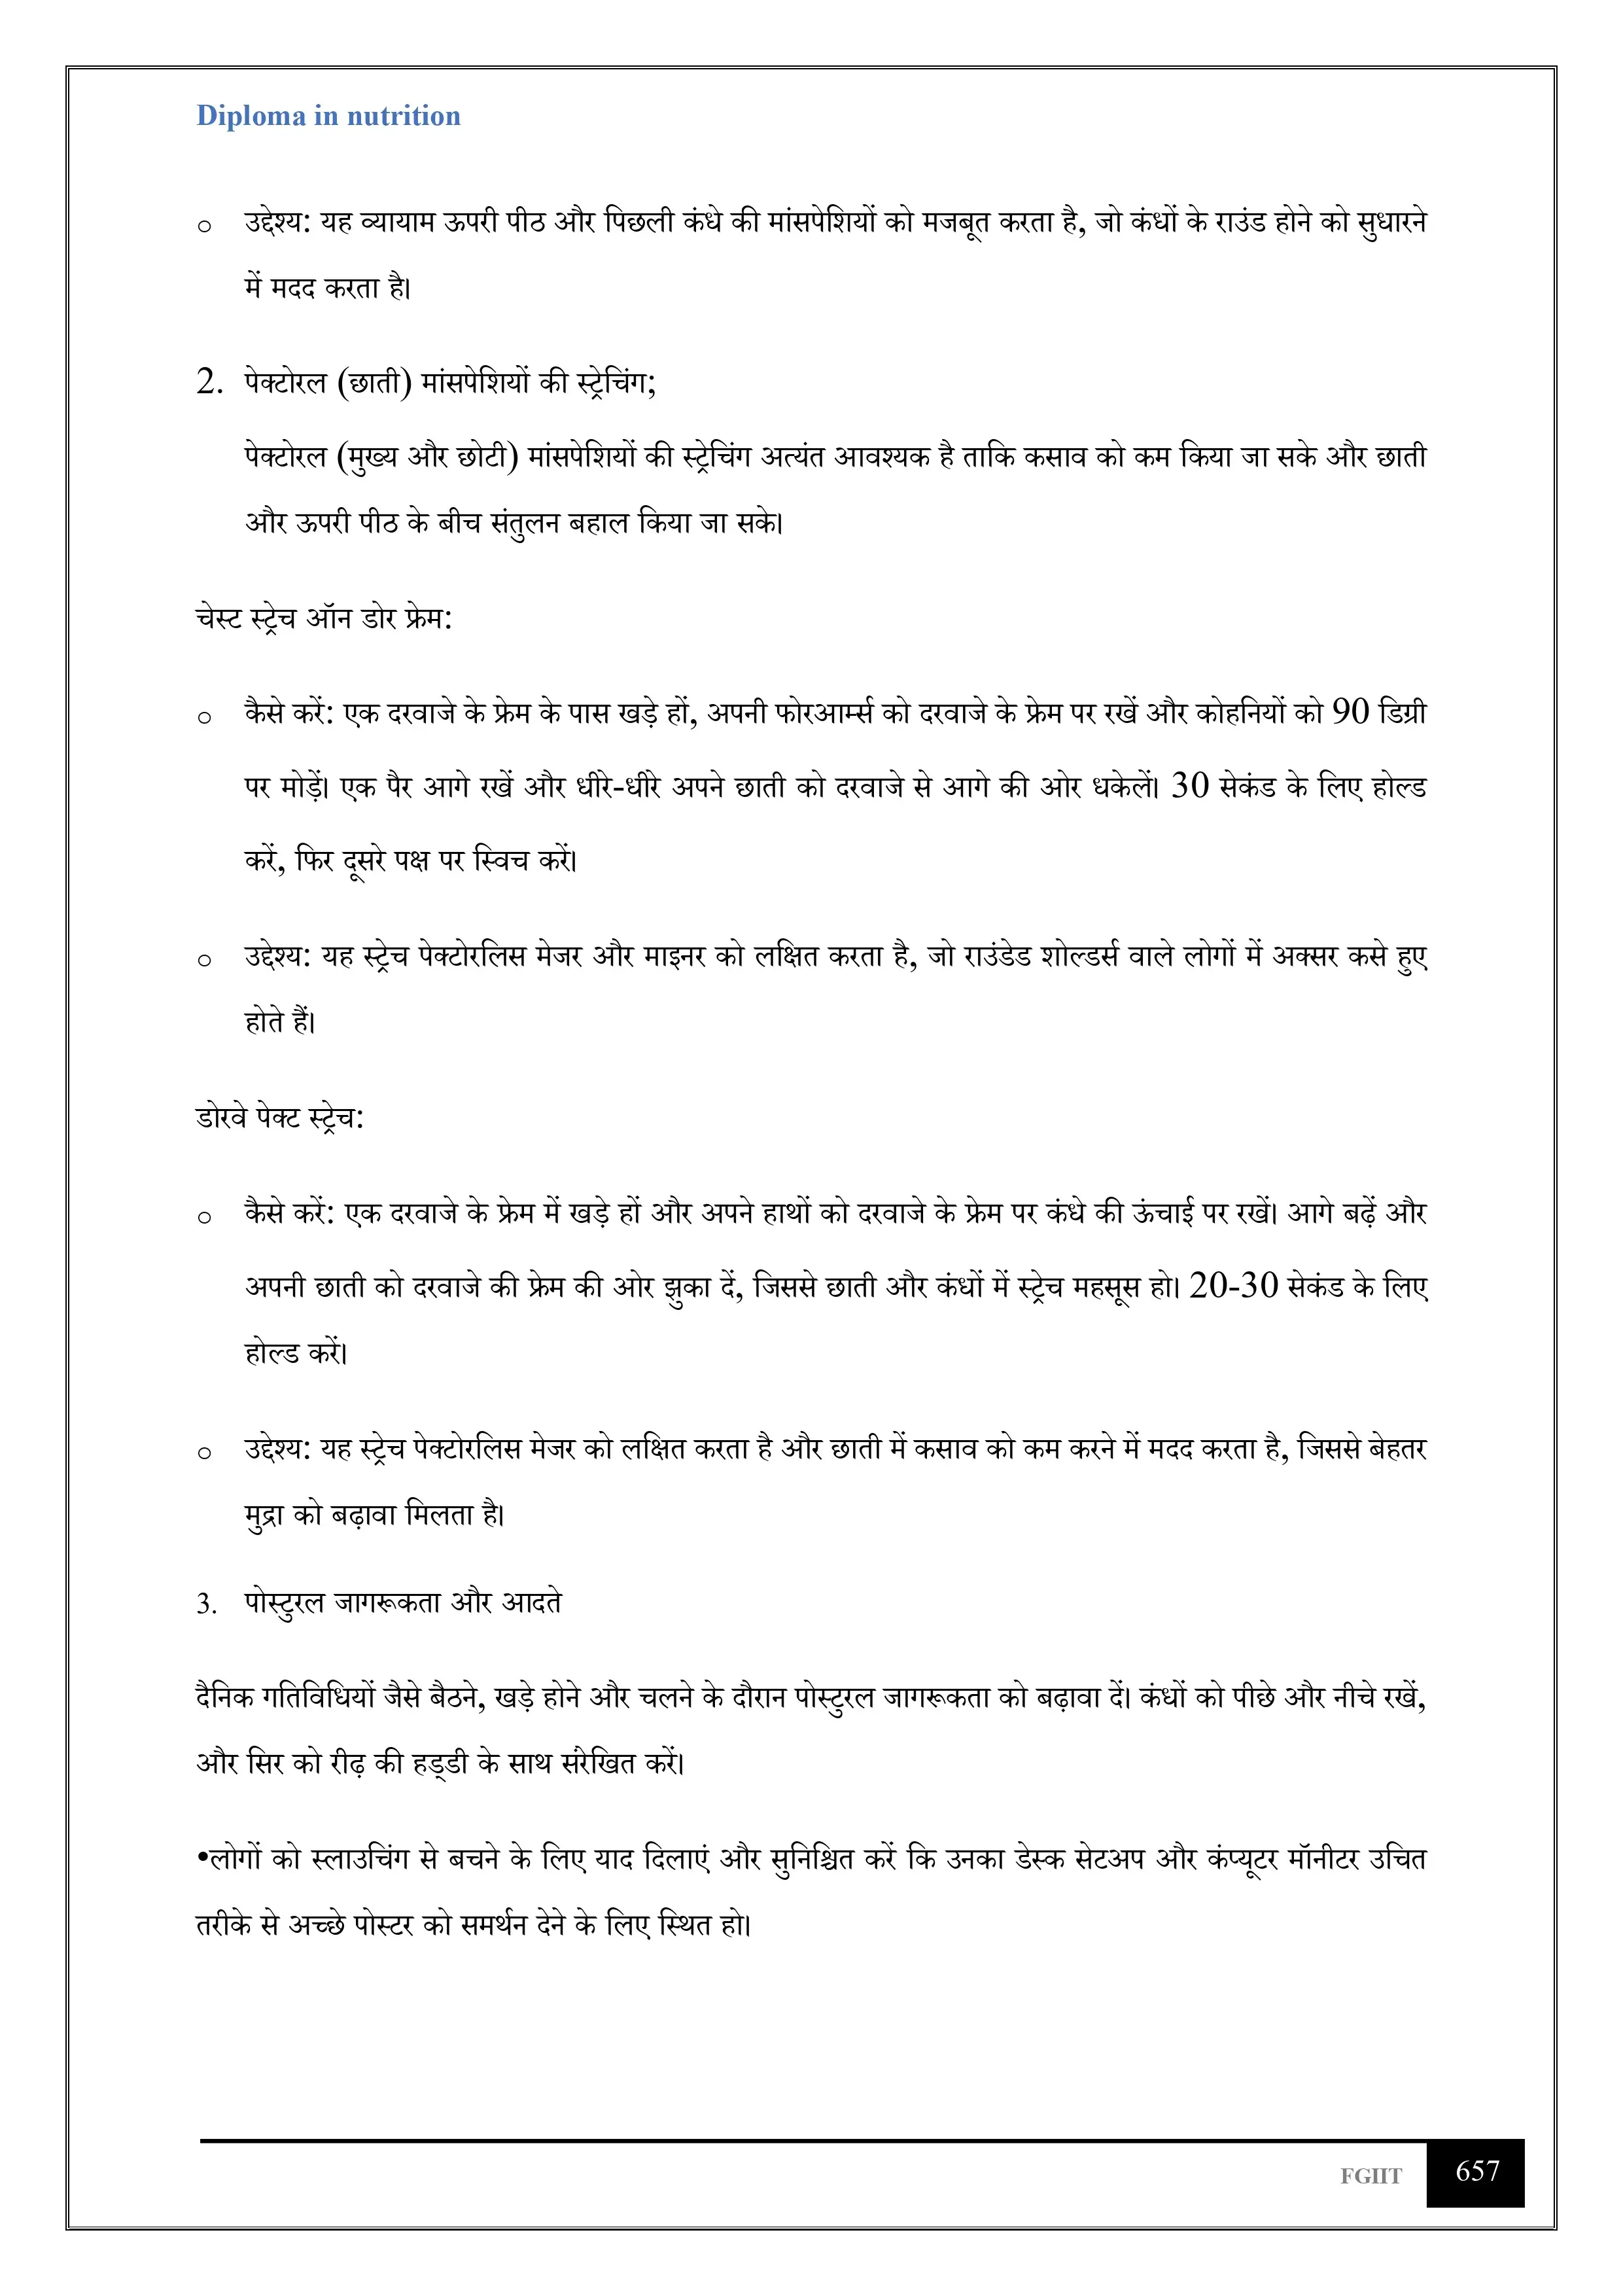 Diploma in nutrition
o उद्देश्य: यह व्यायाम ऊपरी पीठ और पिछली कंधे की मांसपेशियों को मजबूत करता है, जो कंधों के राउंड होने को सुधारने
में मदद करता है।
2. पेक्टोरल (छाती) मांसपेशियों की स्ट्रेचिंग;
पेक्टोरल (मुख्य और छोटी) मांसपेशियों की स्ट्रेचिंग अत्यंत आवश्यक है ताकि कसाव को कम किया जा सके और छाती
और ऊपरी पीठ के बीच संतुलन बहाल किया जा सके।
चेस्ट स्ट्रेच ऑन डोर फ्रेम:
o कैसे करें: एक दरवाजे के फ्रेम के पास खड़े हों, अपनी फोरआर्म्स को दरवाजे के फ्रेम पर रखें और कोहनियों को 90 डिग्री
पर मोड़ें। एक पैर आगे रखें और धीरे-धीरे अपने छाती को दरवाजे से आगे की ओर धकेलें। 30 सेकंड के लिए होल्ड
करें, फिर दूसरे पक्ष पर स्विच करें।
o उद्देश्य: यह स्ट्रेच पेक्टोरलिस मेजर और माइनर को लक्षित करता है, जो राउंडेड शोल्डर्स वाले लोगों में अक्सर कसे हुए
होते हैं।
डोरवे पेक्ट स्ट्रेच:
o कैसे करें: एक दरवाजे के फ्रेम में खड़े हों और अपने हाथों को दरवाजे के फ्रेम पर कंधे की ऊंचाई पर रखें। आगे बढ़ें और
अपनी छाती को दरवाजे की फ्रेम की ओर झुका दें, जिससे छाती और कंधों में स्ट्रेच महसूस हो। 20-30 सेकंड के लिए
होल्ड करें।
o उद्देश्य: यह स्ट्रेच पेक्टोरलिस मेजर को लक्षित करता है और छाती में कसाव को कम करने में मदद करता है, जिससे बेहतर
मुद्रा को बढ़ावा मिलता है।
3. पोस्टुरल जागरूकता और आदते
दैनिक गतिविधियों जैसे बैठने, खड़े होने और चलने के दौरान पोस्टुरल जागरूकता को बढ़ावा दें। कंधों को पीछे और नीचे रखें,
और सिर को रीढ़ की हड्डी के साथ संरेखित करें।
•लोगों को स्लाउचिंग से बचने के लिए याद दिलाएं और सुनिश्चित करें कि उनका डेस्क सेटअप और कंप्यूटर मॉनीटर उचित
तरीके से अच्छे पोस्टर को समर्थन देने के लिए स्थित हो।
FGIIT 657